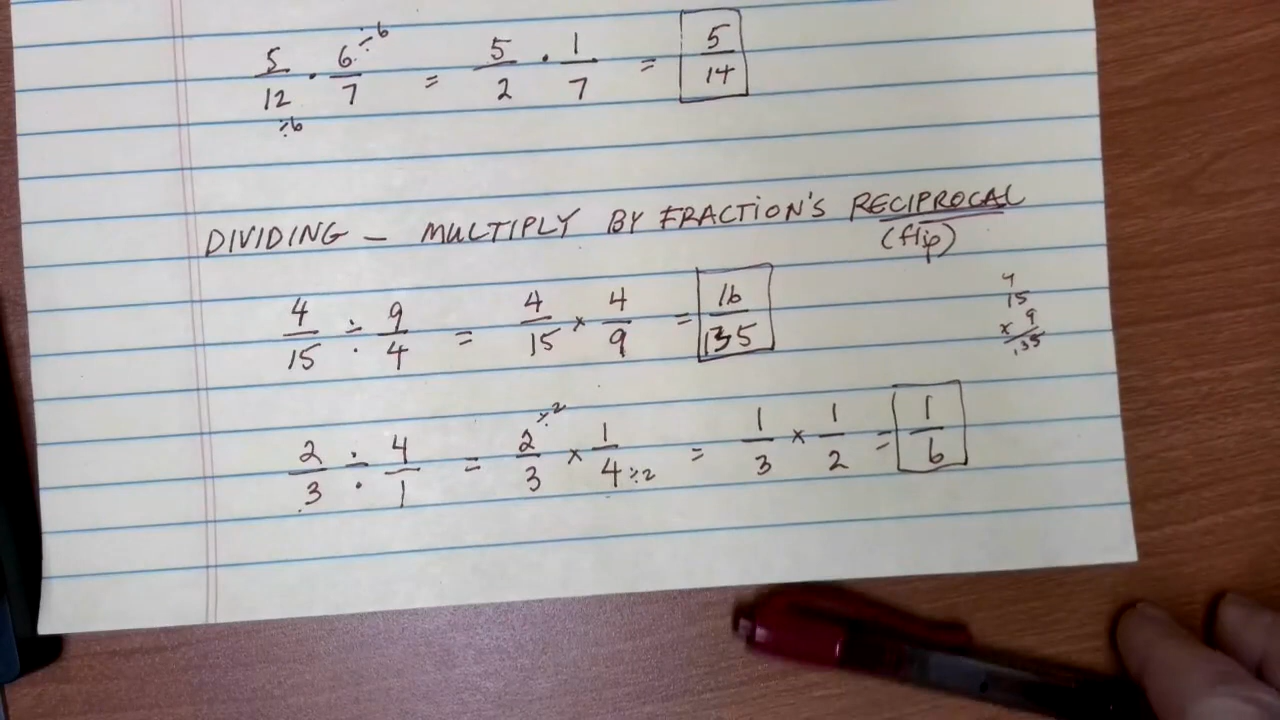 5/12 ÷6 · 6 ÷6/7 = 5/2 · 1/7 = 5/14
DIVIDING – MULTIPLY BY FRACTION'S RECIPROCAL
(flip)
4/15 ÷ 9/4 = 4/15 × 4/9 = 16/135
4
15
× 9
135
2/3 ÷ 4/1 = 2 ÷2/3 × 1/4 ÷2 = 1/3 × 1/2 = 1/6